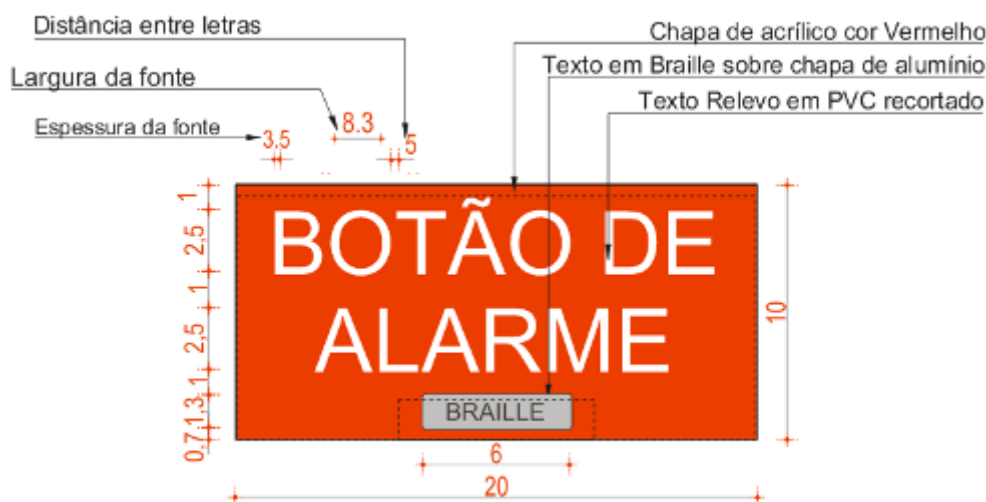 Distância entre letras
Chapa de acrílico cor Vermelho
Largura da fonte
Texto em Braille sobre chapa de alumínio
Espessura da fonte
Texto Relevo em PVC recortado
3.5
8.3
5
1
2,5
1
2,5
1
1.3
0,7
BOTÃO DE
ALARME
BRAILLE
10
6
20